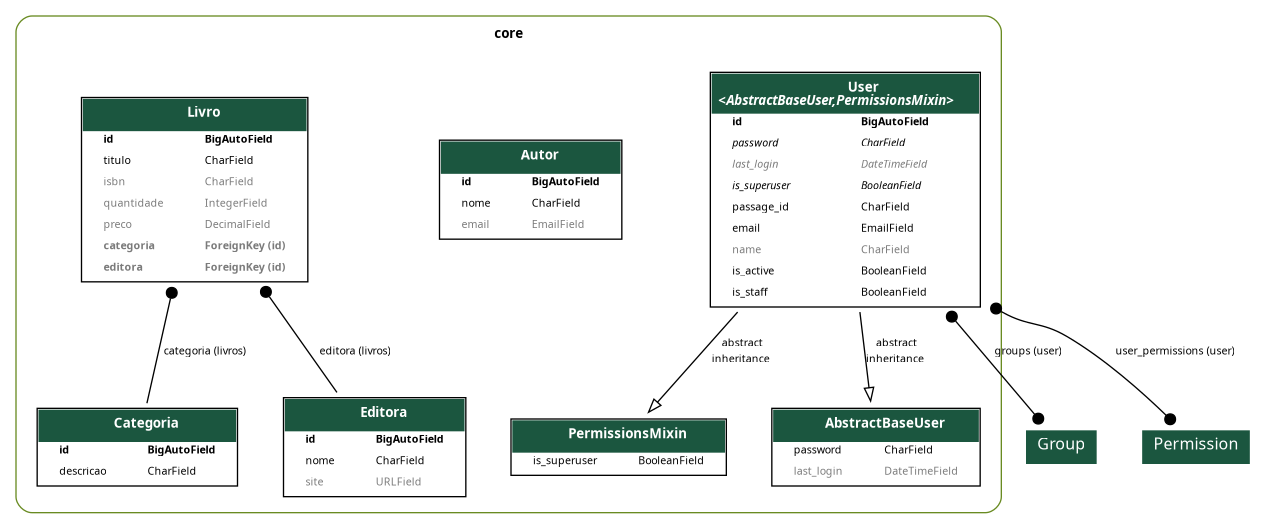 core
Livro
id BigAutoField
titulo CharField
isbn CharField
quantidade IntegerField
preco DecimalField
categoria ForeignKey (id)
editora ForeignKey (id)
Autor
id BigAutoField
nome CharField
email EmailField
User
<AbstractBaseUser,PermissionsMixin>
id BigAutoField
password CharField
last_login DateTimeField
is_superuser BooleanField
passage_id CharField
email EmailField
name CharField
is_active BooleanField
is_staff BooleanField
categoria (livros)
editora (livros)
abstract
inheritance
abstract
inheritance
groups (user)
user_permissions (user)
Categoria
id BigAutoField
descricao CharField
Editora
id BigAutoField
nome CharField
site URLField
PermissionsMixin
is_superuser BooleanField
AbstractBaseUser
password CharField
last_login DateTimeField
Group
Permission